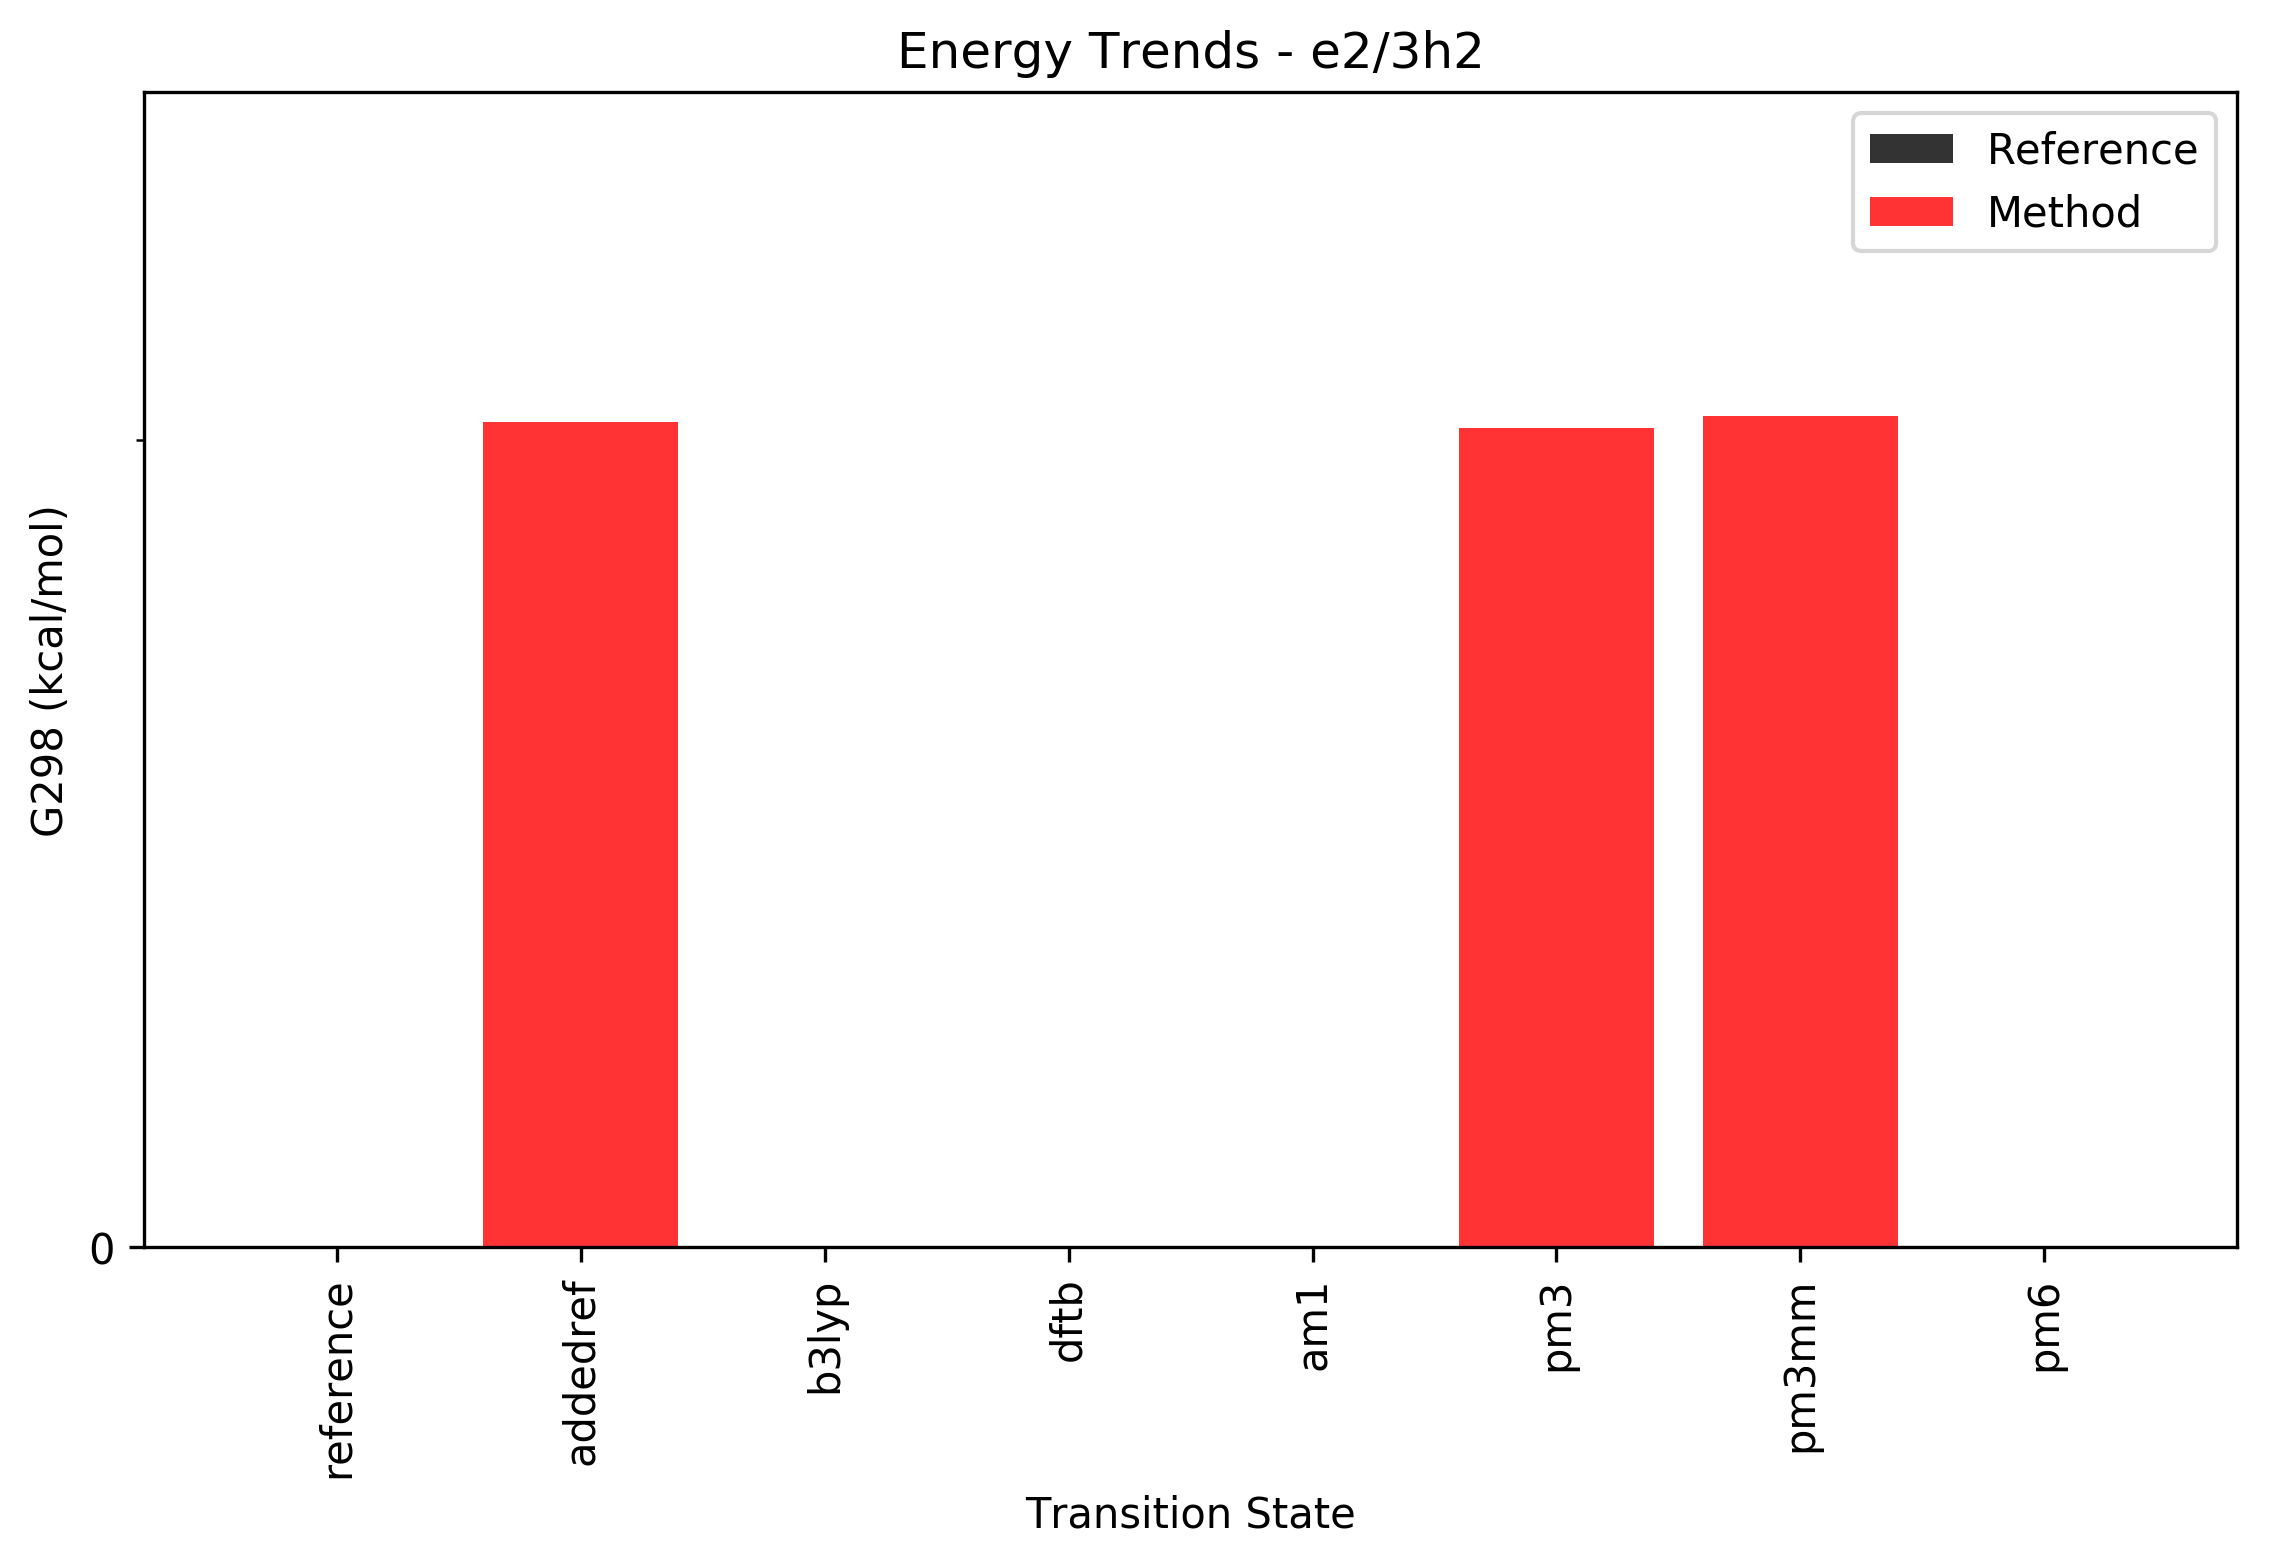 Energy Trends - e2/3h2
Reference
Method
G298 (kcal/mol)
0
reference
addedref
b3lyp
dftb
am1
pm3
pm3mm
pm6
Transition State